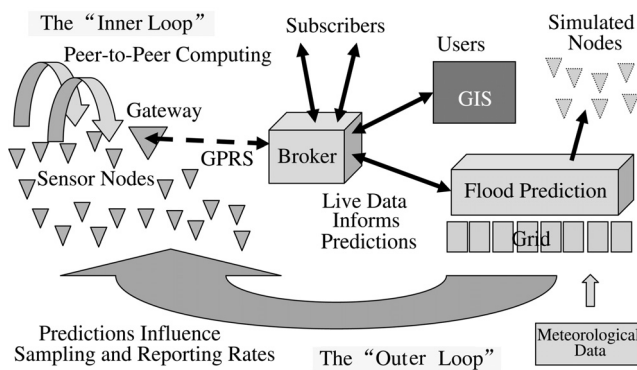 The “Inner Loop”
Peer-to-Peer Computing
Subscribers
Simulated
Nodes
Users
Gateway
GIS
GPRS
Broker
Sensor Nodes
Flood Prediction
Live Data
Informs
Predictions
Grid
Predictions Influence
Sampling and Reporting Rates
The “Outer Loop”
Meteorological
Data